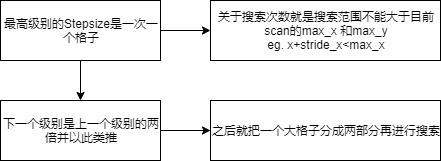 最高级别的Stepsize是一次一
个格子
关于搜索次数就是搜索范围不能大于目前
scan的max_x 和max_y
eg. x+stride_x<max_x
下一个级别是上一个级别的两
倍并以此类推
之后就把一个大格子分成两部分再进行搜索